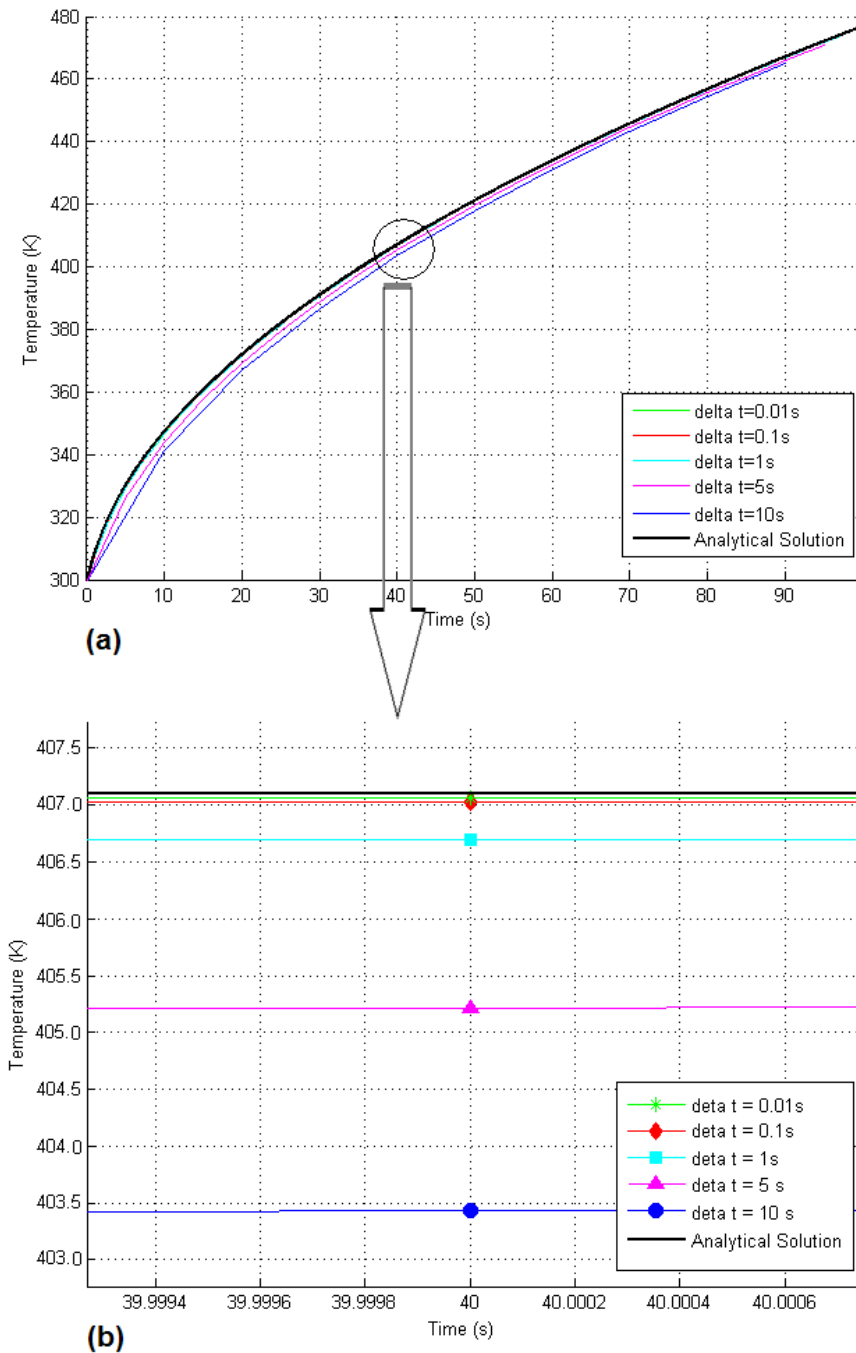 480
460
440
420
400
380
360
340
320
300
Temperature (K)
delta t=0.01s
delta t=0.1s
delta t=1s
delta t=5s
delta t=10s
Analytical Solution
0 10 20 30 40 50 60 70 80 90
Time (s)
(a)
407.5
407.0
406.5
406.0
405.5
405.0
404.5
404.0
403.5
403.0
Temperature (K)
deta t = 0.01s
deta t = 0.1s
deta t = 1s
deta t = 5 s
deta t = 10 s
Analytical Solution
39.9994 39.9996 39.9998 40 40.0002 40.0004 40.0006
Time (s)
(b)